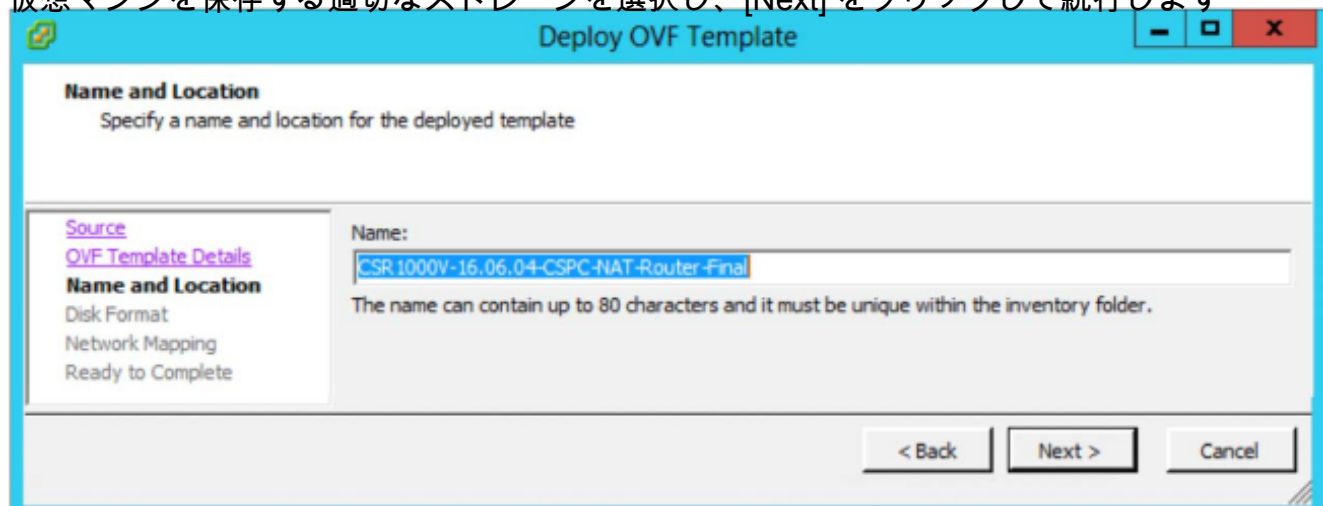 仮想マシンを保存する適切なストレージを選択し、[Next] をクリックして続行します
Deploy OVF Template
Name and Location
Specify a name and location for the deployed template
Source
OVF Template Details
Name and Location
Disk Format
Network Mapping
Ready to Complete
Name:
CSR1000V-16.06.04-CSPC-NAT-Router-Final
The name can contain up to 80 characters and it must be unique within the inventory folder.
< Back
Next >
Cancel